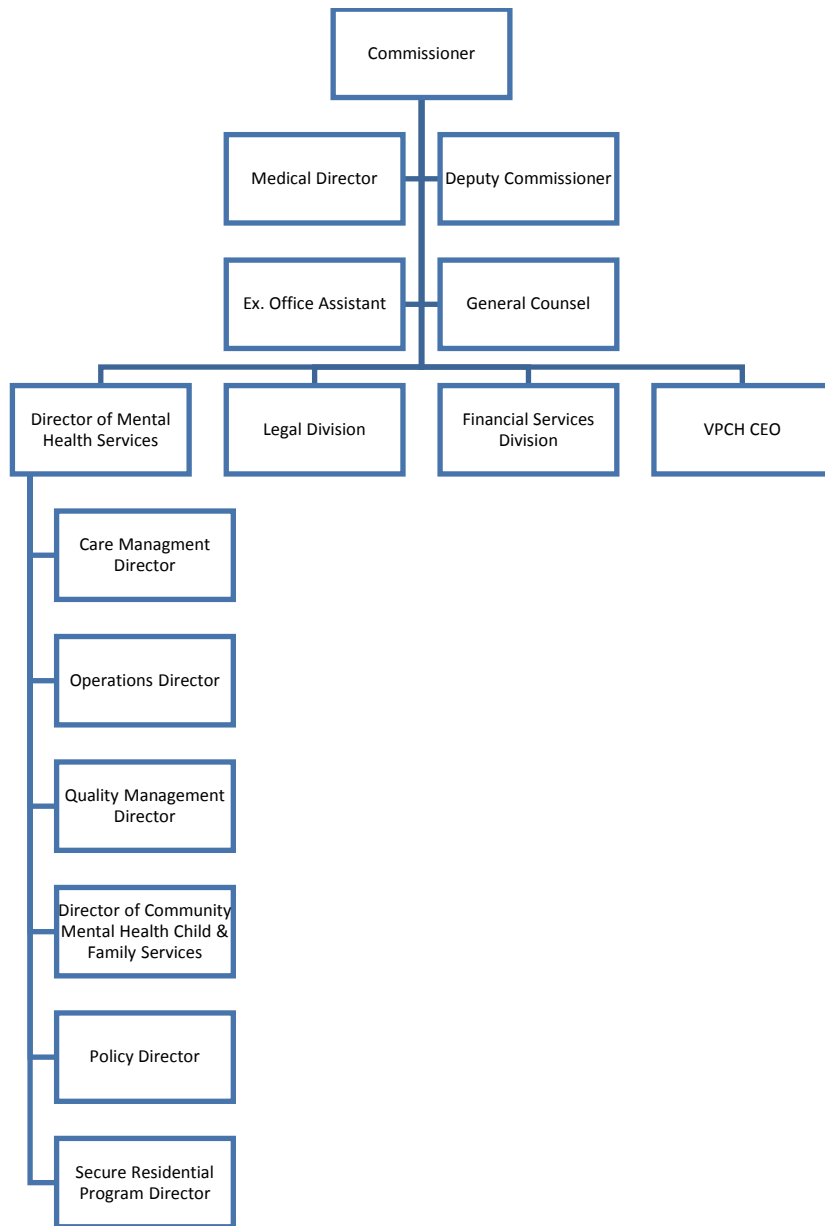 Commissioner
Medical Director
Deputy Commissioner
Ex. Office Assistant
General Counsel
Director of Mental
Health Services
Legal Division
Financial Services
Division
VPCH CEO
Care Managment
Director
Operations Director
Quality Management
Director
Director of Community
Mental Health Child &
Family Services
Policy Director
Secure Residential
Program Director